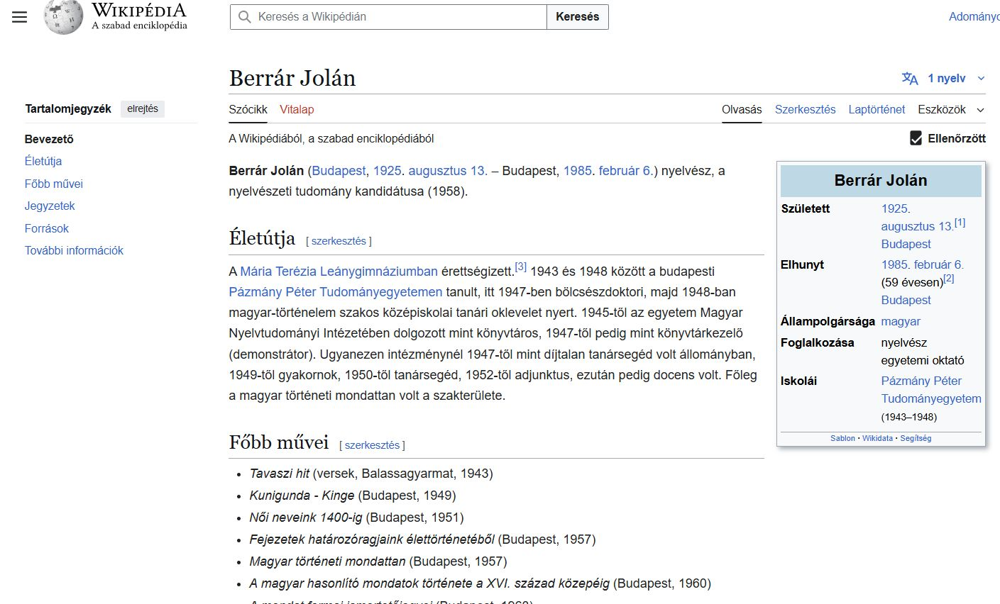 WIKIPÉDIA
A szabad enciklopédia
Keresés a Wikipédián
Keresés
Berrár Jolán
1 nyelv
Tartalomjegyzék elrejtés
Szócikk Vitalap
Olvasás Szerkesztés Laptörténet Eszközök
Bevezető
Életútja
Főbb művei
Jegyzetek
Források
További információk
A Wikipédiából, a szabad enciklopédiából
Ellenőrzött
Berrár Jolán (Budapest, 1925. augusztus 13. – Budapest, 1985. február 6.) nyelvész, a
nyelvészeti tudomány kandidátusa (1958).
Életútja [ szerkesztés ]
A Mária Terézia Leánygimnáziumban érettségizett.[3] 1943 és 1948 között a budapesti
Pázmány Péter Tudományegyetemen tanult, itt 1947-ben bölcsészdoktori, majd 1948-ban
magyar-történelem szakos középiskolai tanári oklevelet nyert. 1945-től az egyetem Magyar
Nyelvtudományi Intézetében dolgozott mint könyvtáros, 1947-től pedig mint könyvtárkezelő
(demonstrátor). Ugyanezen intézménynél 1947-től mint díjtalan tanársegéd volt állományban,
1949-től gyakornok, 1950-től tanársegéd, 1952-től adjunktus, ezután pedig docens volt. Főleg
a magyar történeti mondattan volt a szakterülete.
Főbb művei [ szerkesztés ]
• Tavaszi hit (versek, Balassagyarmat, 1943)
• Kunigunda - Kinge (Budapest, 1949)
• Női neveink 1400-ig (Budapest, 1951)
• Fejezetek határozóragjaink élettörténetéből (Budapest, 1957)
• Magyar történeti mondattan (Budapest, 1957)
• A magyar hasonlító mondatok története a XVI. század közepéig (Budapest, 1960)
Berrár Jolán
Született 1925.
augusztus 13.[1]
Budapest
Elhunyt 1985. február 6.
(59 évesen)[2]
Budapest
Állampolgársága magyar
Foglalkozása nyelvész
egyetemi oktató
Iskolái Pázmány Péter
Tudományegyetem
(1943–1948)
Sablon • Wikidata • Segítség